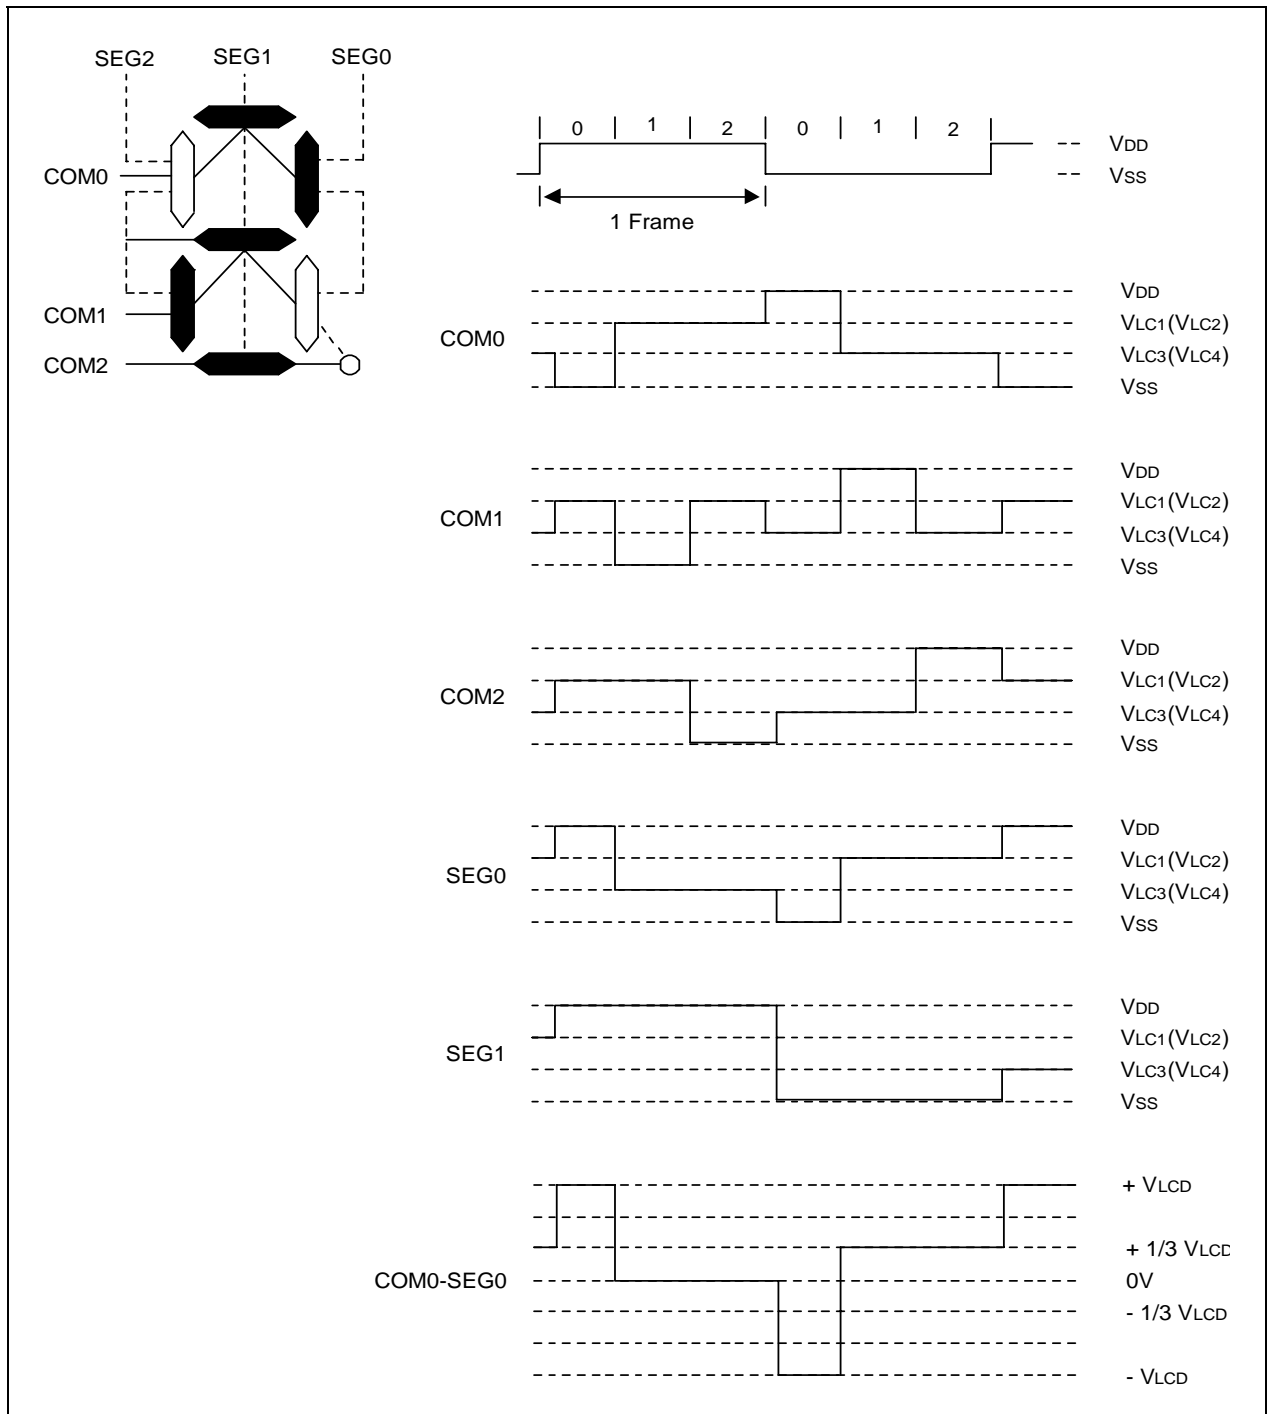 SEG2 SEG1 SEG0
COM0
COM1
COM2
0 1 2 0 1 2
VDD
VSS
1 Frame
COM0
VDD
VLC1(VLC2)
VLC3(VLC4)
VSS
COM1
VDD
VLC1(VLC2)
VLC3(VLC4)
VSS
COM2
VDD
VLC1(VLC2)
VLC3(VLC4)
VSS
SEG0
VDD
VLC1(VLC2)
VLC3(VLC4)
VSS
SEG1
VDD
VLC1(VLC2)
VLC3(VLC4)
VSS
COM0-SEG0
+ VLCD
+ 1/3 VLCD
0V
- 1/3 VLCD
- VLCD